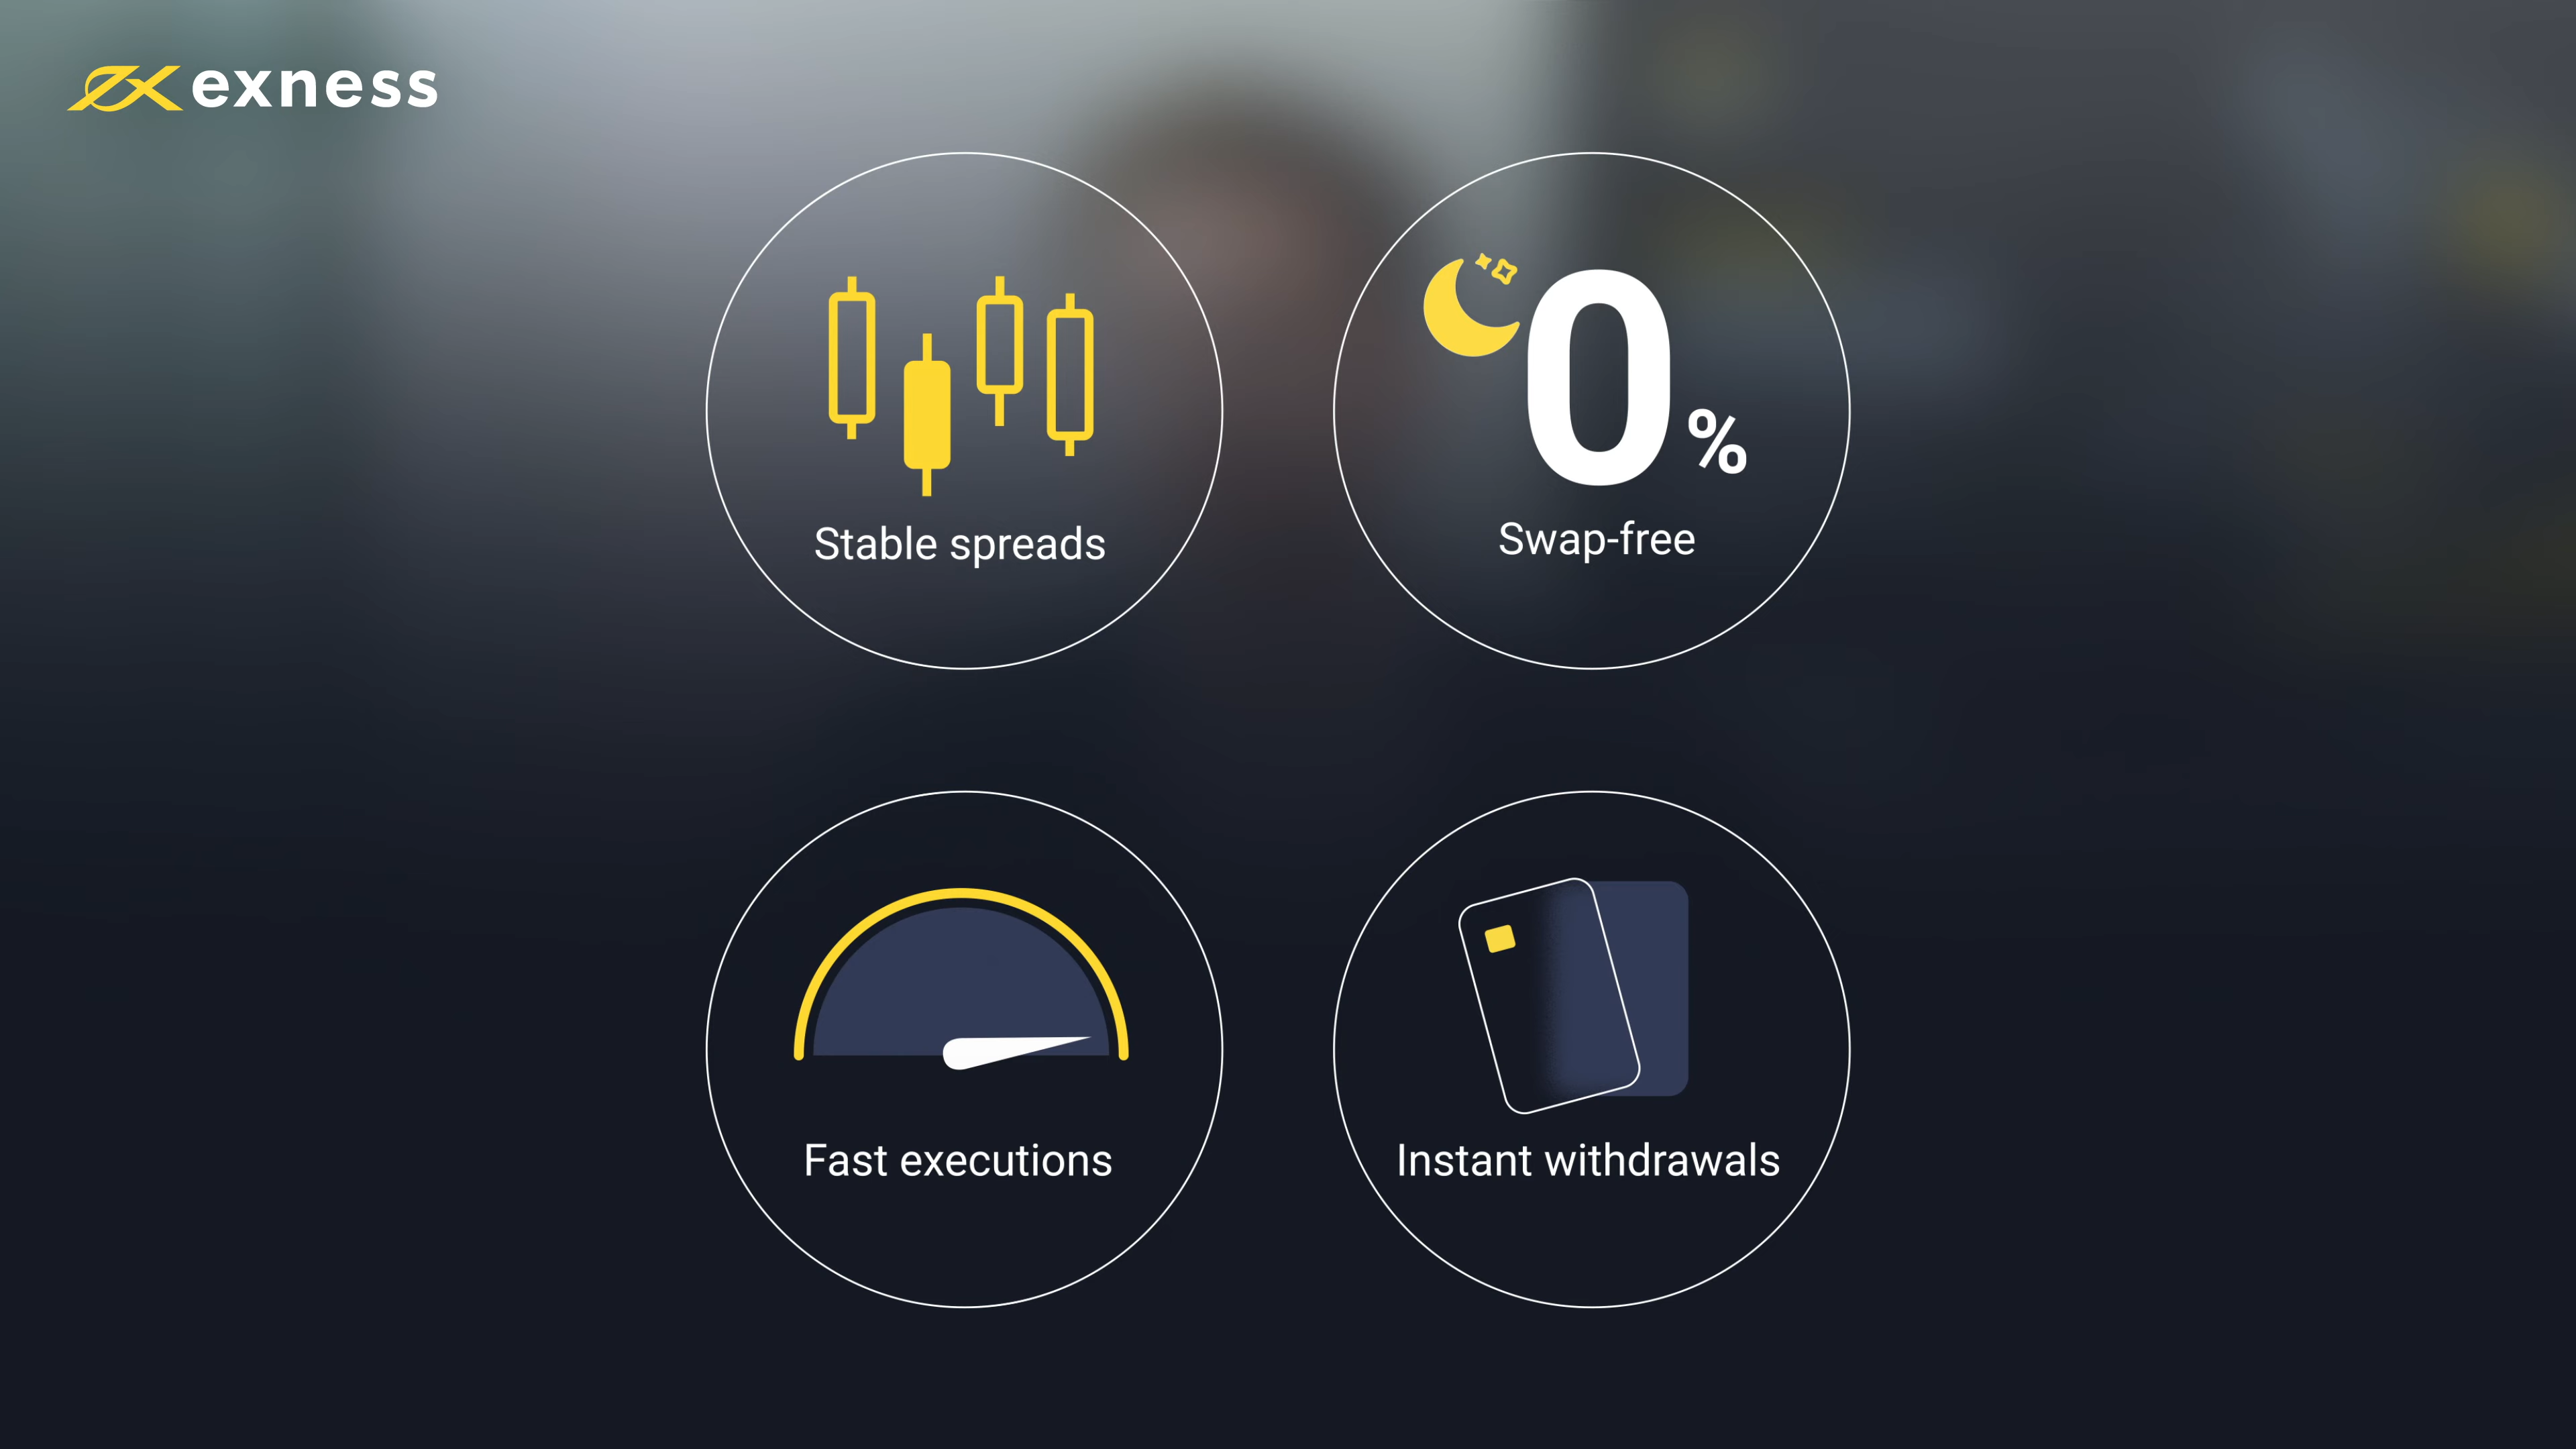 exness
Stable spreads
0%
Swap-free
Fast executions
Instant withdrawals